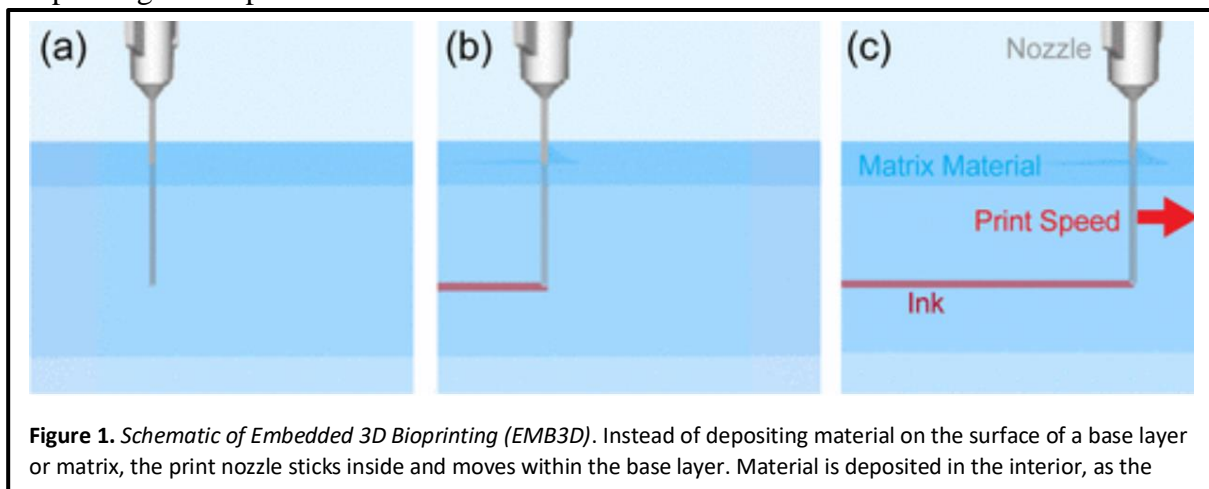 (a)
(b)
(c)
Nozzle
Matrix Material
Print Speed
Ink
Figure 1. Schematic of Embedded 3D Bioprinting (EMB3D). Instead of depositing material on the surface of a base layer
or matrix, the print nozzle sticks inside and moves within the base layer. Material is deposited in the interior, as the